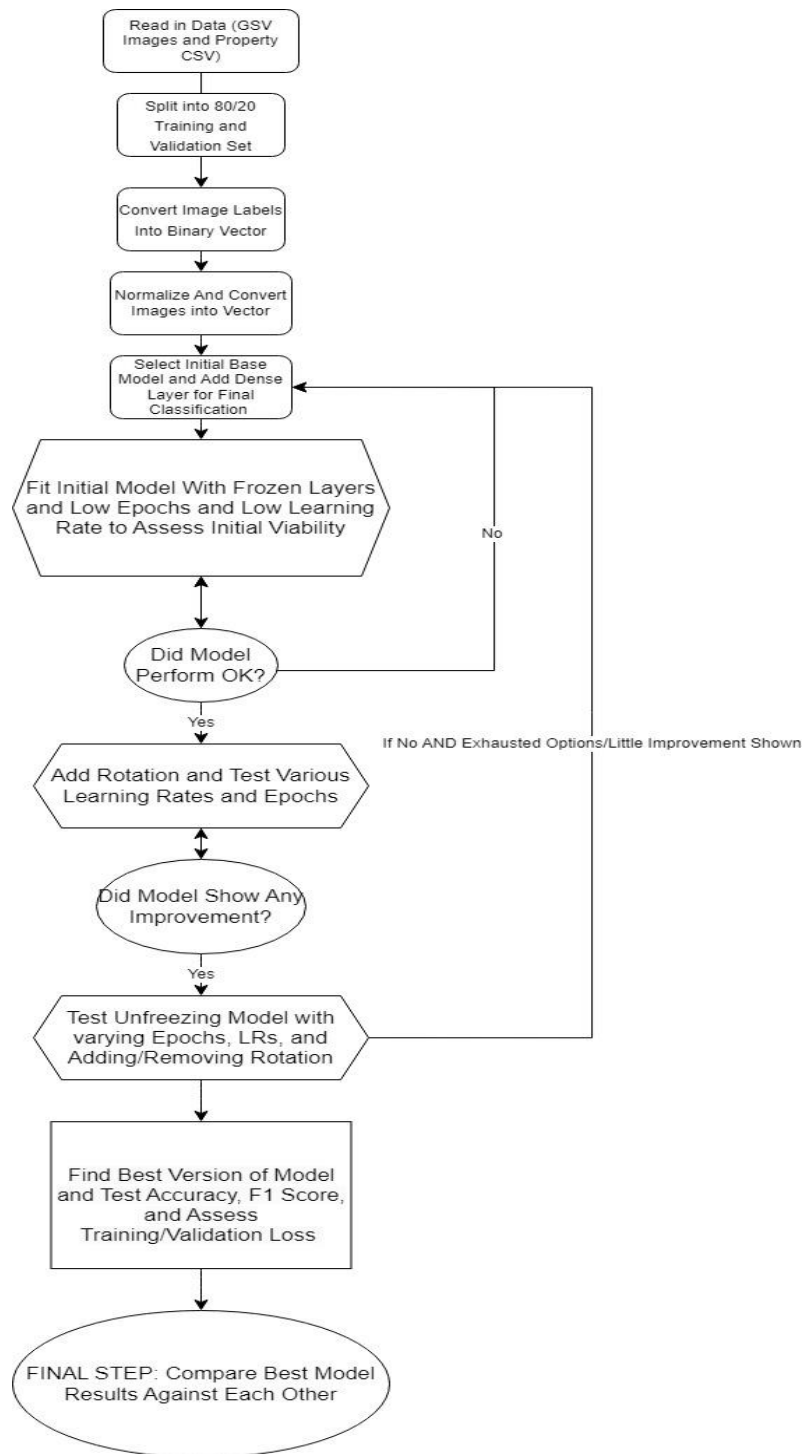 Read in Data (GSV
Images and Property
CSV)
Split into 80/20
Training and
Validation Set
Convert Image Labels
Into Binary Vector
Normalize And Convert
Images into Vector
Select Initial Base
Model and Add Dense
Layer for Final
Classification
Fit Initial Model With Frozen Layers
and Low Epochs and Low Learning
Rate to Assess Initial Viability
No
Did Model
Perform OK?
Yes
If No AND Exhausted Options/Little Improvement Shown
Add Rotation and Test Various
Learning Rates and Epochs
Did Model Show Any
Improvement?
Yes
Test Unfreezing Model with
varying Epochs, LRs, and
Adding/Removing Rotation
Find Best Version of Model
and Test Accuracy, F1 Score,
and Assess
Training/Validation Loss
FINAL STEP: Compare Best Model
Results Against Each Other